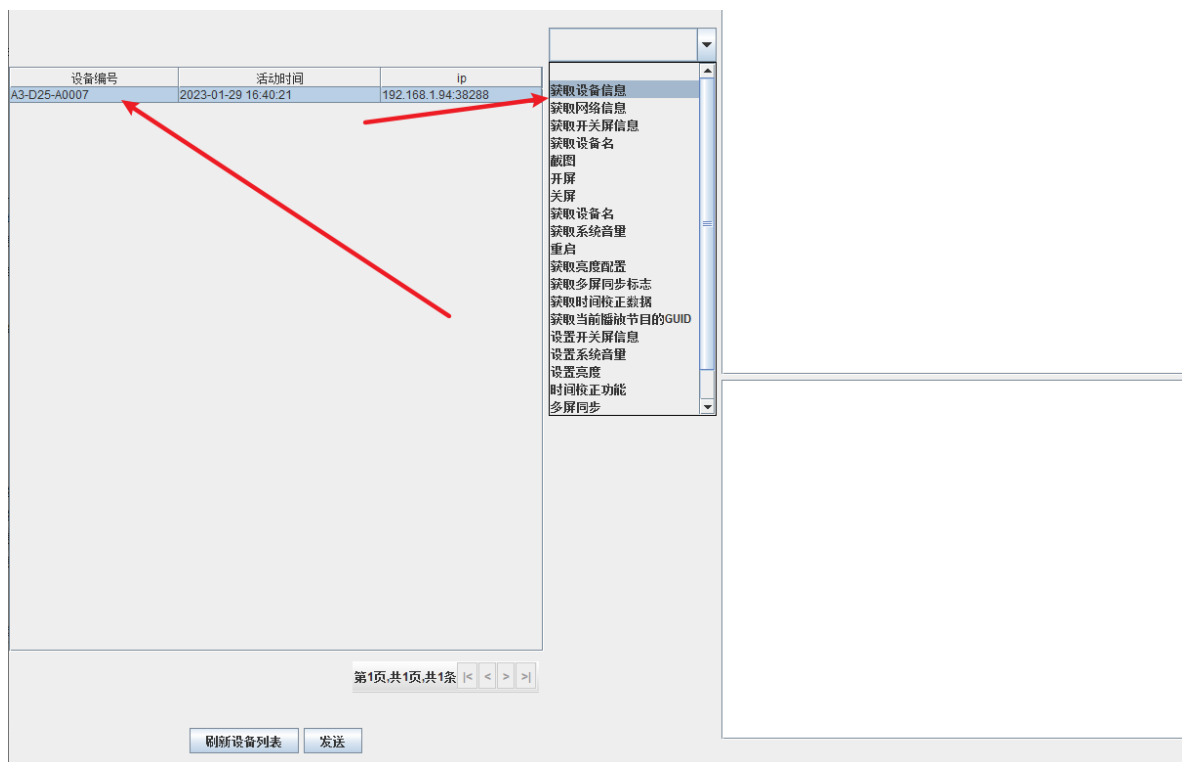 设备编号 活动时间 ip
A3-D25-A0007 2023-01-29 16:40:21 192.168.1.94:38288
获取设备信息
获取网络信息
获取开关屏信息
获取设备名
截图
开屏
关屏
获取设备名
获取系统音量
重启
获取亮度配置
获取多屏同步标志
获取时间校正数据
获取当前播放节目的GUID
设置开关屏信息
设置系统音量
设置亮度
时间校正功能
多屏同步
第1页,共1页,共1条 |< < > >|
刷新设备列表 发送